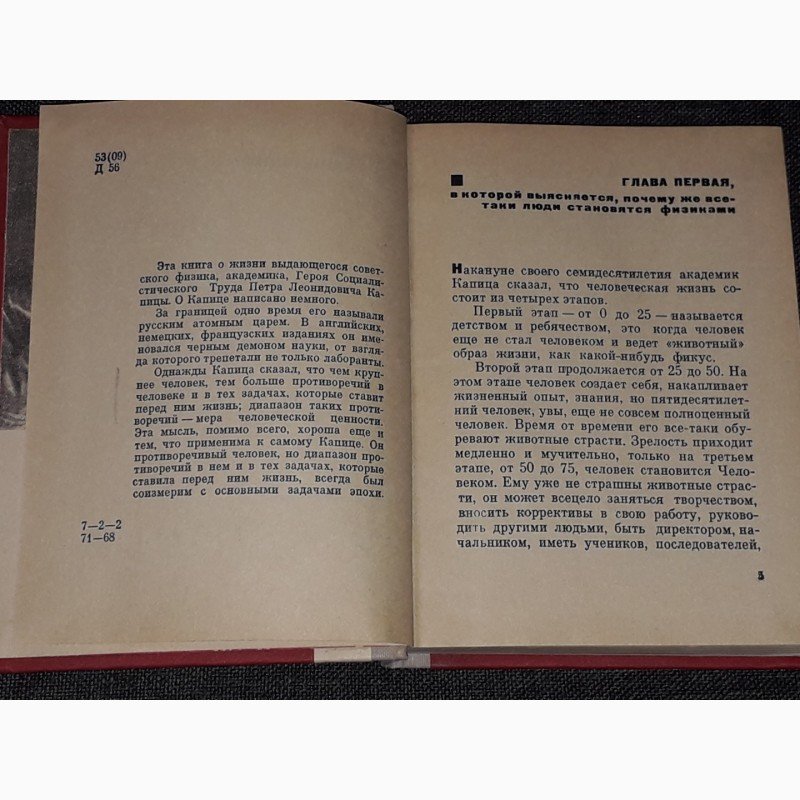 53(09)
Д 56
Эта книга о жизни выдающегося совет-
ского физика, академика, Героя Социали-
стического Труда Петра Леонидовича Ка-
пицы. О Капице написано немного.
За границей одно время его называли
русским атомным царем. В английских,
немецких, французских изданиях он име-
новался черным демоном науки, от взгля-
да которого трепетали не только лаборанты.
Однажды Капица сказал, что чем круп-
нее человек, тем больше противоречий в
человеке и в тех задачах, которые ставит
перед ним жизнь; диапазон таких проти-
воречий — мера человеческой ценности.
Эта мысль, помимо всего, хороша еще и
тем, что применима к самому Капице. Он
противоречивый человек, но диапазон про-
тиворечий в нем и в тех задачах, которые
ставила перед ним жизнь, всегда был
соизмерим с основными задачами эпохи.
7—2—2
71—68
ГЛАВА ПЕРВАЯ,
в которой выясняется, почему же все-
таки люди становятся физиками
Накануне своего семидесятилетия академик
Капица сказал, что человеческая жизнь со-
стоит из четырех этапов.
Первый этап — от 0 до 25 — называется
детством и ребячеством, это когда человек
еще не стал человеком и ведет «животный»
образ жизни, как какой-нибудь фикус.
Второй этап продолжается от 25 до 50. На
этом этапе человек создает себя, накапливает
жизненный опыт, знания, но пятидесятилет-
ний человек, увы, еще не совсем полноценный
человек. Время от времени его все-таки обу-
ревают животные страсти. Зрелость приходит
медленно и мучительно, только на третьем
этапе, от 50 до 75, человек становится Чело-
веком. Ему уже не страшны животные страс-
ти, он может всецело заняться творчеством,
вносить коррективы в свою работу, руково-
дить другими людьми, быть директором, на-
чальником, иметь учеников, последователей,
5